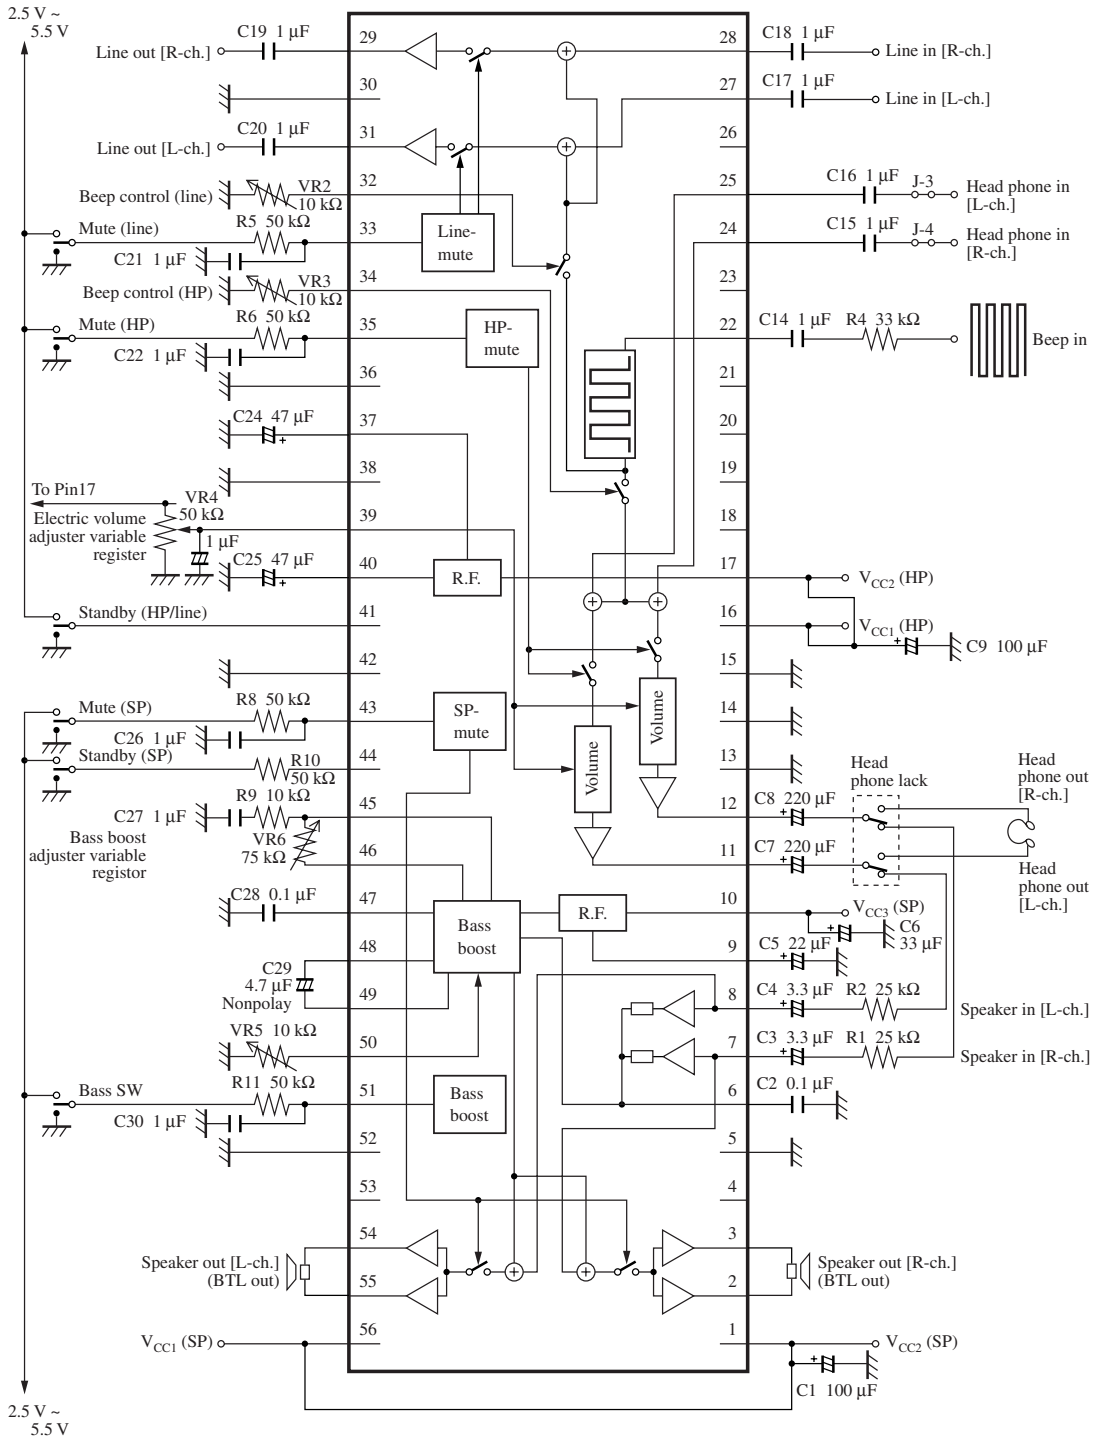 2.5 V ~
5.5 V
C19 1 μF
Line out [R-ch.]
29
30
C20 1 μF
Line out [L-ch.]
31
Beep control (line)
VR2
10 kΩ
32
Mute (line)
R5 50 kΩ
33
C21 1 μF
Beep control (HP)
VR3
10 kΩ
34
Mute (HP)
R6 50 kΩ
35
C22 1 μF
36
C24 47 μF
37
38
To Pin17
VR4
50 kΩ
Electric volume
adjuster variable
register
39
1 μF
C25 47 μF
40
Standby (HP/line)
41
42
Mute (SP)
R8 50 kΩ
43
C26 1 μF
Standby (SP)
R10
50 kΩ
44
R9 10 kΩ
45
C27 1 μF
VR6
75 kΩ
Bass boost
adjuster variable
registor
46
C28 0.1 μF
47
48
C29
4.7 μF
Nonpolay
49
VR5 10 kΩ
50
Bass SW
R11 50 kΩ
51
C30 1 μF
52
53
54
Speaker out [L-ch.]
(BTL out)
55
56
VCC1 (SP)
2.5 V ~
5.5 V
Line-
mute
HP-
mute
R.F.
SP-
mute
Volume
Volume
R.F.
Bass
boost
Bass
boost
28
C18 1 μF
Line in [R-ch.]
27
C17 1 μF
Line in [L-ch.]
26
25
C16 1 μF
J-3
Head phone in
[L-ch.]
24
C15 1 μF
J-4
Head phone in
[R-ch.]
23
22
C14 1 μF
R4 33 kΩ
Beep in
21
20
19
18
17
VCC2 (HP)
16
VCC1 (HP)
C9 100 μF
15
14
13
Head
phone lack
Head
phone out
[R-ch.]
12
C8 220 μF
11
C7 220 μF
Head
phone out
[L-ch.]
10
VCC3 (SP)
C6
33 μF
9
C5 22 μF
8
C4 3.3 μF
R2 25 kΩ
Speaker in [L-ch.]
7
C3 3.3 μF
R1 25 kΩ
Speaker in [R-ch.]
6
C2 0.1 μF
5
4
3
Speaker out [R-ch.]
(BTL out)
2
1
VCC2 (SP)
C1 100 μF